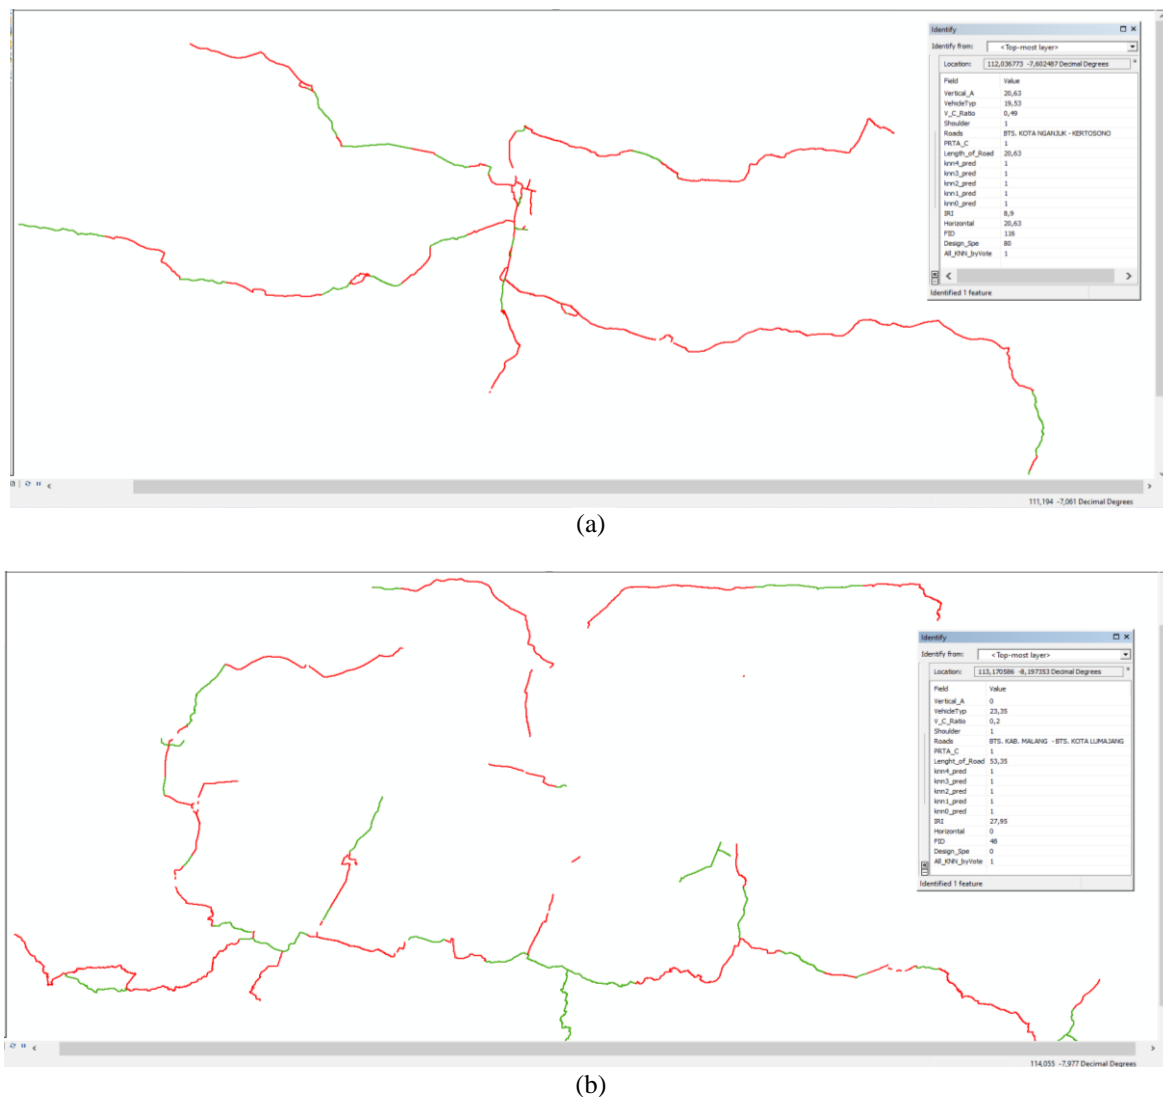 Identify
Identify from: <Top-most layer>
Location: 112,036773 -7,602487 Decimal Degrees
Field Value
Vertical_A 20,63
VehicleTyp 19,53
V_C_Ratio 0,49
Shoulder 1
Roads BTS. KOTA NGANJUK - KERTOSONO
PRTA_C 1
Length_of_Road 20,63
knn4_pred 1
knn3_pred 1
knn2_pred 1
knn1_pred 1
knn0_pred 1
IRI 8,9
Horizontal 20,63
FID 116
Design_Spe 80
All_KNN_byVote 1
Identified 1 feature
111,194 -7,061 Decimal Degrees
(a)
Identify
Identify from: <Top-most layer>
Location: 113,170586 -8,197353 Decimal Degrees
Field Value
Vertical_A 0
VehicleTyp 23,35
V_C_Ratio 0,2
Shoulder 1
Roads BTS. KAB. MALANG - BTS. KOTA LUMAJANG
PRTA_C 1
Lenght_of_Road 53,35
knn4_pred 1
knn3_pred 1
knn2_pred 1
knn1_pred 1
knn0_pred 1
IRI 27,95
Horizontal 0
FID 48
Design_Spe 0
All_KNN_byVote 1
Identified 1 feature
114,055 -7,977 Decimal Degrees
(b)